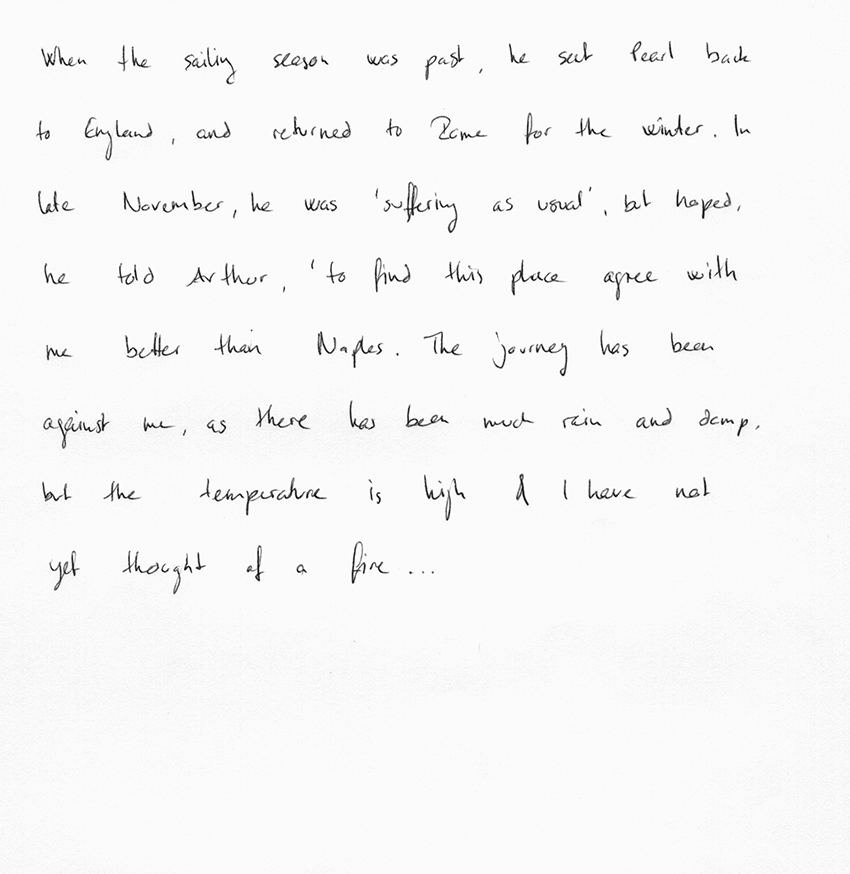 When the sailing season was past, he sent Pearl back
to England, and returned to Rome for the winter. In
late November, he was 'suffering as usual', but hoped,
he told Arthur, 'to find this place agree with
me better than Naples. The journey has been
against me, as there has been much rain and damp,
but the temperature is high & I have not
yet thought of a fire...